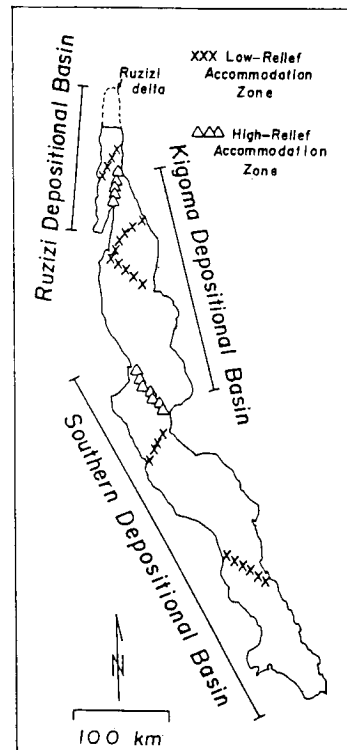 Ruzizi
delta
XXX Low-Relief
Accommodation
Zone
High-Relief
Accommodation
Zone
Ruzizi Depositional Basin
Kigoma Depositional Basin
Southern Depositional Basin
N
100 km